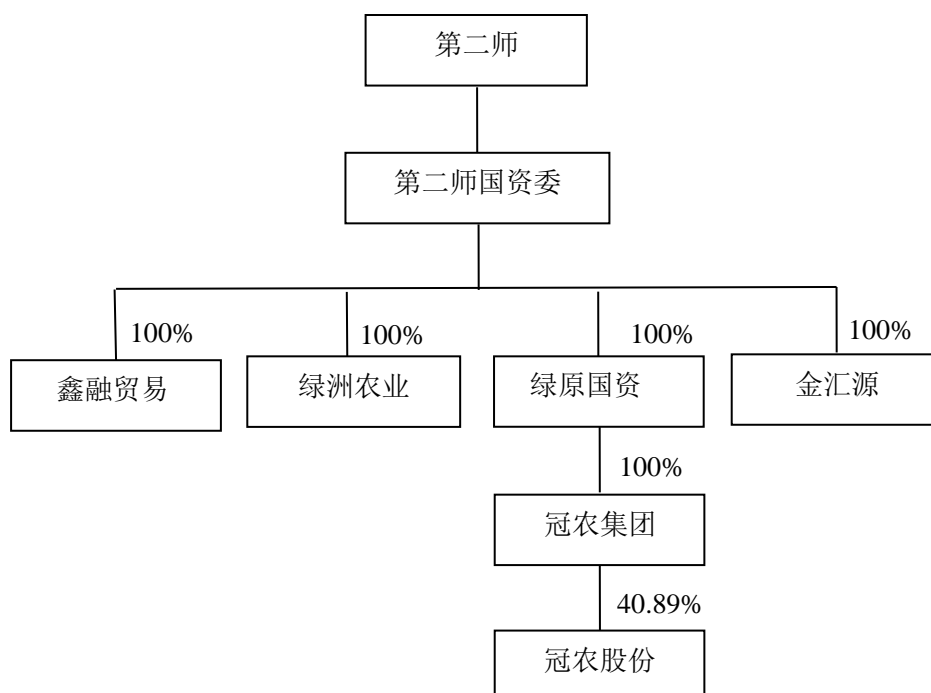 第二师
第二师国资委
100%
100%
100%
100%
鑫融贸易
绿洲农业
绿原国资
金汇源
100%
冠农集团
40.89%
冠农股份